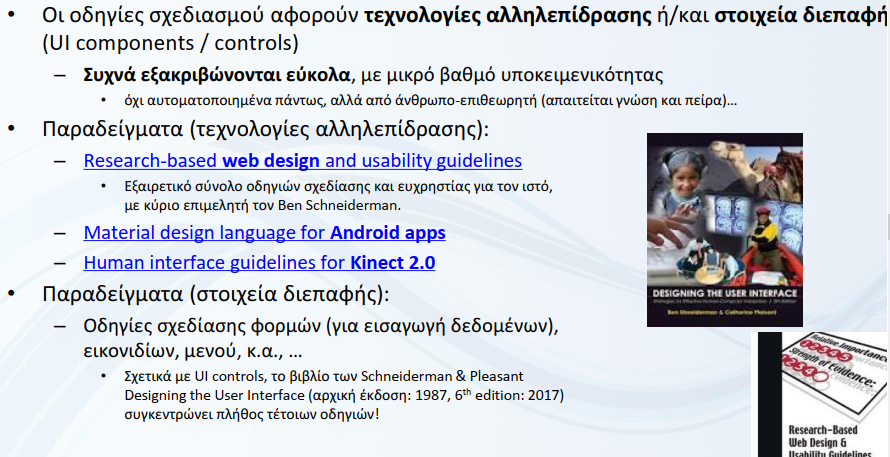 • Οι οδηγίες σχεδιασμού αφορούν τεχνολογίες αλληλεπίδρασης ή/και στοιχεία διεπαφή
(UI components / controls)
– Συχνά εξακριβώνονται εύκολα, με μικρό βαθμό υποκειμενικότητας
• όχι αυτοματοποιημένα πάντως, αλλά από άνθρωπο-επιθεωρητή (απαιτείται γνώση και πείρα)…
• Παραδείγματα (τεχνολογίες αλληλεπίδρασης):
– Research-based web design and usability guidelines
• Εξαιρετικό σύνολο οδηγιών σχεδίασης και ευχρηστίας για τον ιστό,
με κύριο επιμελητή τον Ben Schneiderman.
– Material design language for Android apps
– Human interface guidelines for Kinect 2.0
• Παραδείγματα (στοιχεία διεπαφής):
– Οδηγίες σχεδίασης φορμών (για εισαγωγή δεδομένων),
εικονιδίων, μενού, κ.α., …
• Σχετικά με UI controls, το βιβλίο των Schneiderman & Pleasant
Designing the User Interface (αρχική έκδοση: 1987, 6th edition: 2017)
συγκεντρώνει πλήθος τέτοιων οδηγιών!
DESIGNING THE USER INTERFACE
Ben Shneiderman & Catherine Plaisant
Relative Importance
Strength of Evidence:
Research-Based
Web Design &
Usability Guidelines